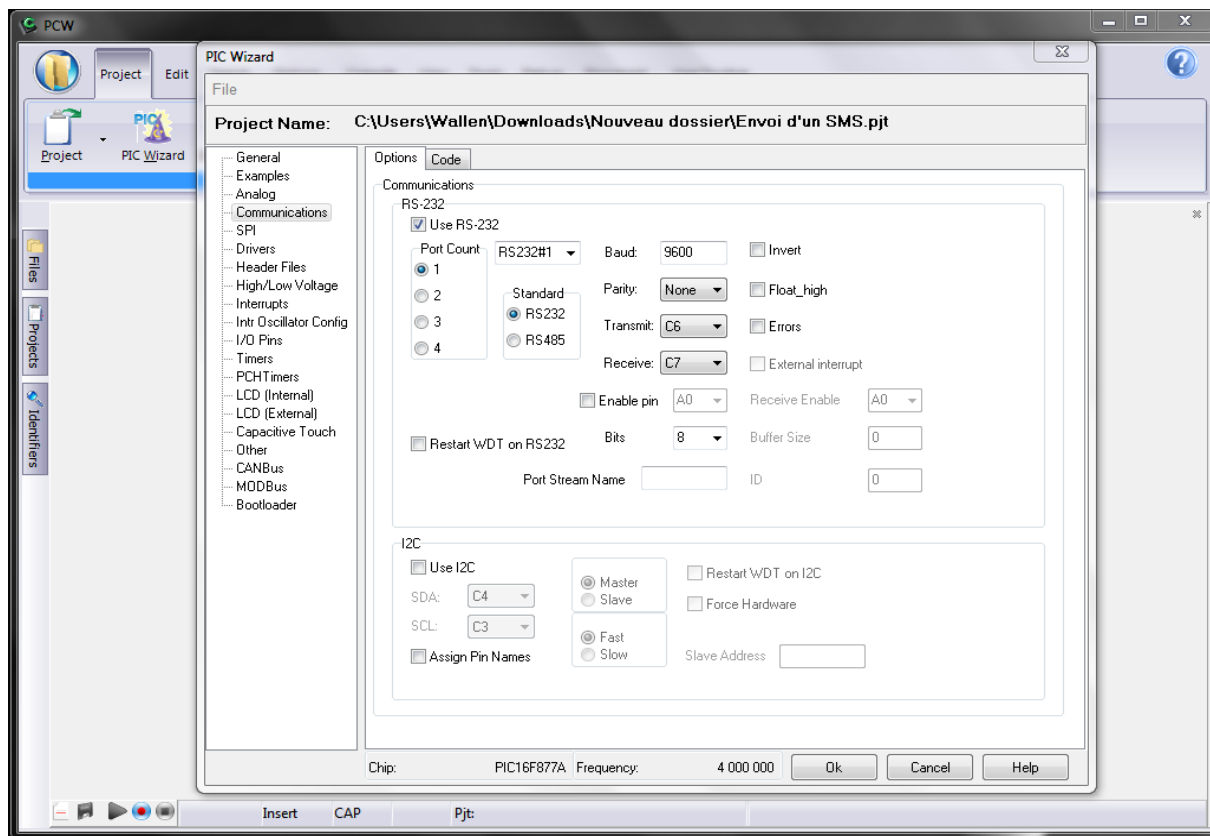 PCW
Project Edit
Project PIC Wizard
PIC
Files
Projects
Identifiers
PIC Wizard
File
Project Name: C:\Users\Wallen\Downloads\Nouveau dossier\Envoi d'un SMS.pjt
General
Examples
Analog
Communications
SPI
Drivers
Header Files
High/Low Voltage
Interrupts
Intr Oscillator Config
I/O Pins
Timers
PCHTimers
LCD (Internal)
LCD (External)
Capacitive Touch
Other
CANBus
MODBus
Bootloader
Options Code
Communications
RS-232
Use RS-232
Port Count RS232#1 Baud: 9600 Invert
1
2 Standard Parity: None Float_high
3 RS232 Transmit: C6 Errors
4 RS485 Receive: C7 External interrupt
Enable pin A0 Receive Enable A0
Restart WDT on RS232 Bits 8 Buffer Size 0
Port Stream Name ID 0
I2C
Use I2C Master Restart WDT on I2C
SDA: C4 Slave Force Hardware
SCL: C3 Fast
Assign Pin Names Slow Slave Address
Chip: PIC16F877A Frequency: 4 000 000 Ok Cancel Help
Insert CAP Pjt: